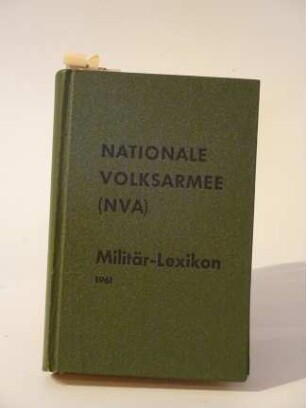 NATIONALE
VOLKSARMEE
(NVA)
Militär-Lexikon
1961